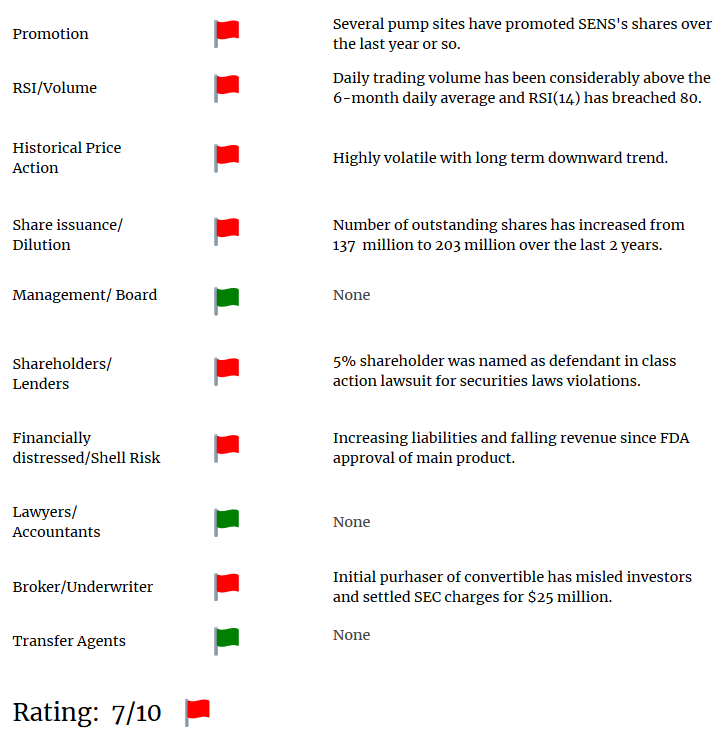 Promotion
Several pump sites have promoted SENS's shares over
the last year or so.
RSI/Volume
Daily trading volume has been considerably above the
6-month daily average and RSI(14) has breached 80.
Historical Price
Action
Highly volatile with long term downward trend.
Share issuance/
Dilution
Number of outstanding shares has increased from
137 million to 203 million over the last 2 years.
Management/ Board
None
Shareholders/
Lenders
5% shareholder was named as defendant in class
action lawsuit for securities laws violations.
Financially
distressed/Shell Risk
Increasing liabilities and falling revenue since FDA
approval of main product.
Lawyers/
Accountants
None
Broker/Underwriter
Initial purhaser of convertible has misled investors
and settled SEC charges for $25 million.
Transfer Agents
None
Rating: 7/10